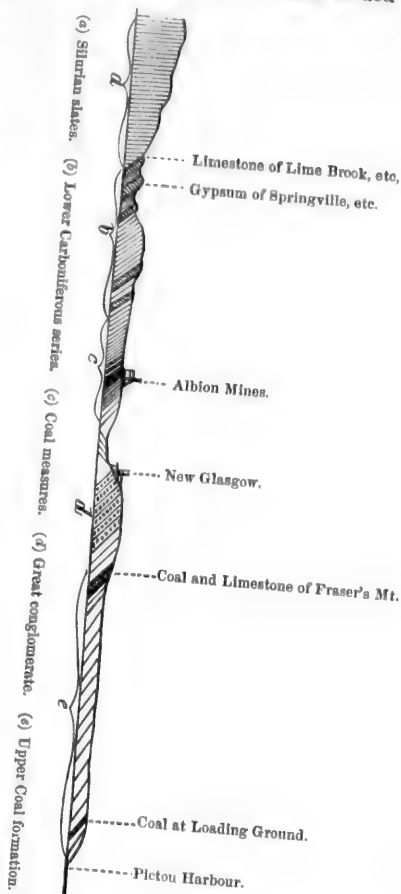 Limestone of Lime Brook, etc,
Gypsum of Springville, etc.
Albion Mines.
New Glasgow.
Coal and Limestone of Fraser's Mt.
Coal at Loading Ground.
Pictou Harbour.
a
b
c
d
e
(a) Silurian slates. (b) Lower Carboniferous series. (c) Coal measures. (d) Great conglomerate. (e) Upper Coal formation.